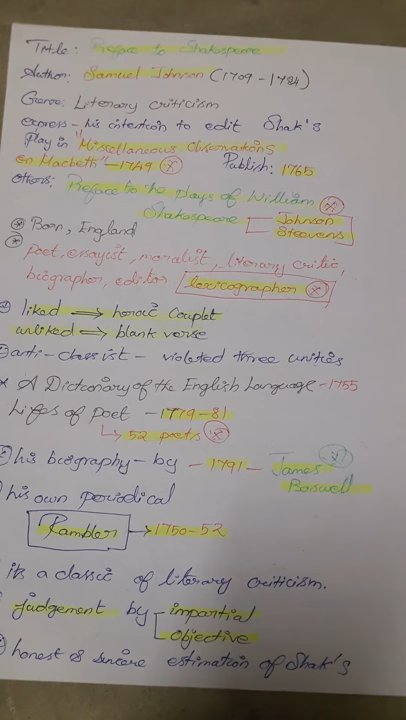 Title: Preface to Shakespeare
Author: Samuel Johnson (1709 - 1784)
Genre: Literary criticism
express - his intention to edit Shak's
Play in "Miscellaneous Observations
on Macbeth" - 1749 Publish: 1765
others: Preface to the plays of William
Shakespeare Johnson
Steevens
Born, England
poet, essayist, moralist, literary critic,
biographer, editor lexicographer
liked → horoic Couplet
unliked → blank verse
anti-classist - violated three unities
A Dictionary of the English Language - 1755
Lifes of Poet - 1779-81
↳ 52 poets
his biography - by - 1791 - James
Boswell
his own periodical
Rambler → 1750-52
its a classic of literary criticism.
judgement by impartial
objective
honest & sincere estimation of Shak's